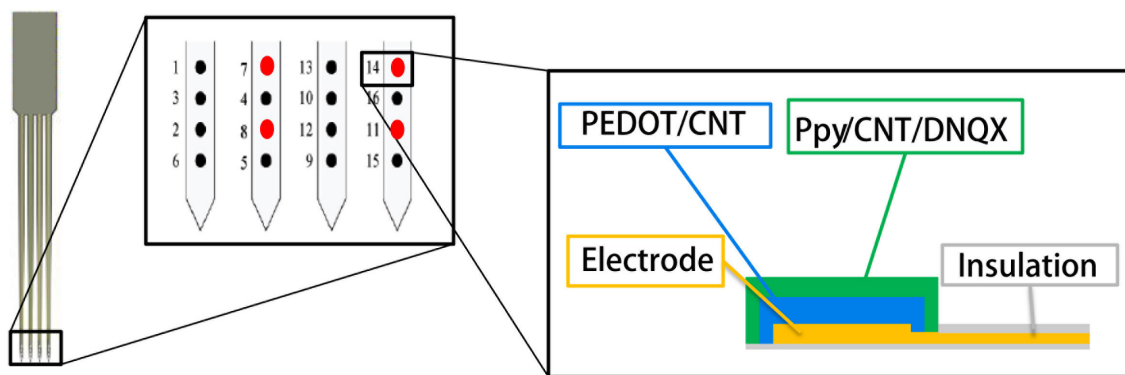 1 7 13 14
3 4 10 16
2 8 12 11
6 5 9 15
PEDOT/CNT
Ppy/CNT/DNQX
Electrode
Insulation